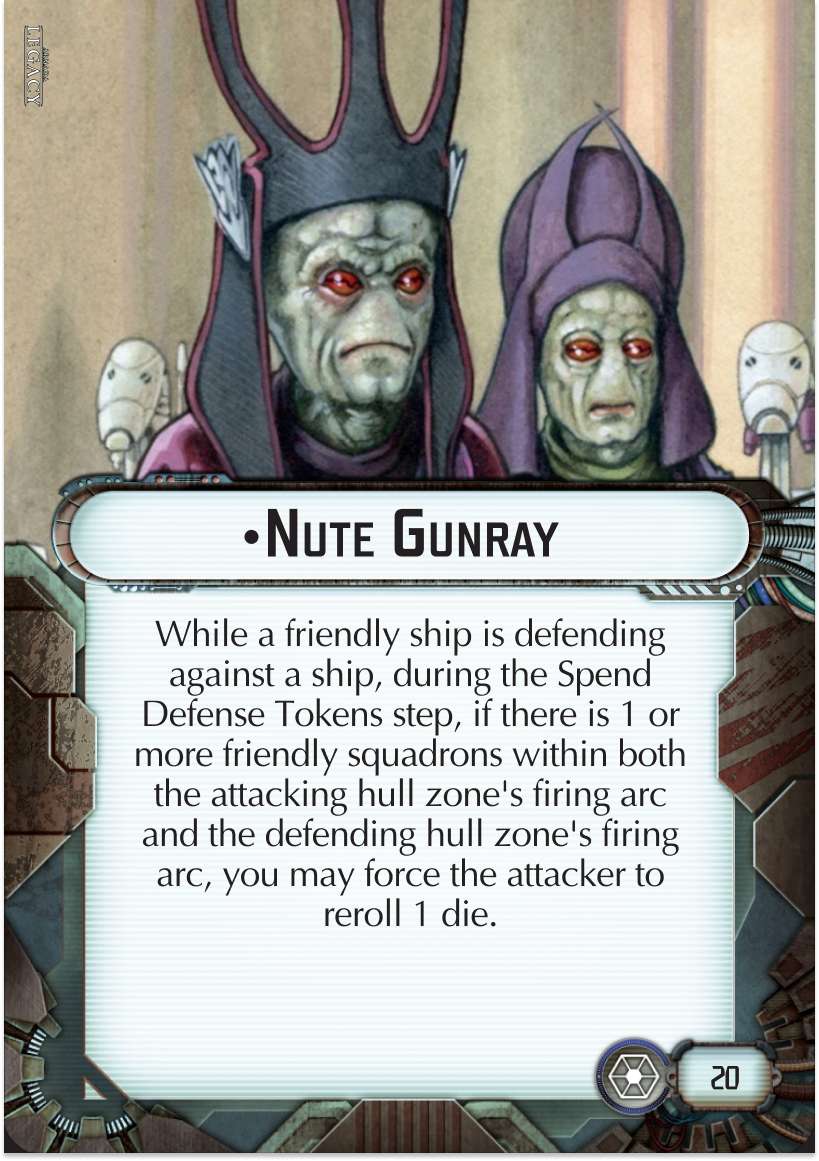 ARMADA
LEGACY
•NUTE GUNRAY
While a friendly ship is defending
against a ship, during the Spend
Defense Tokens step, if there is 1 or
more friendly squadrons within both
the attacking hull zone's firing arc
and the defending hull zone's firing
arc, you may force the attacker to
reroll 1 die.
20